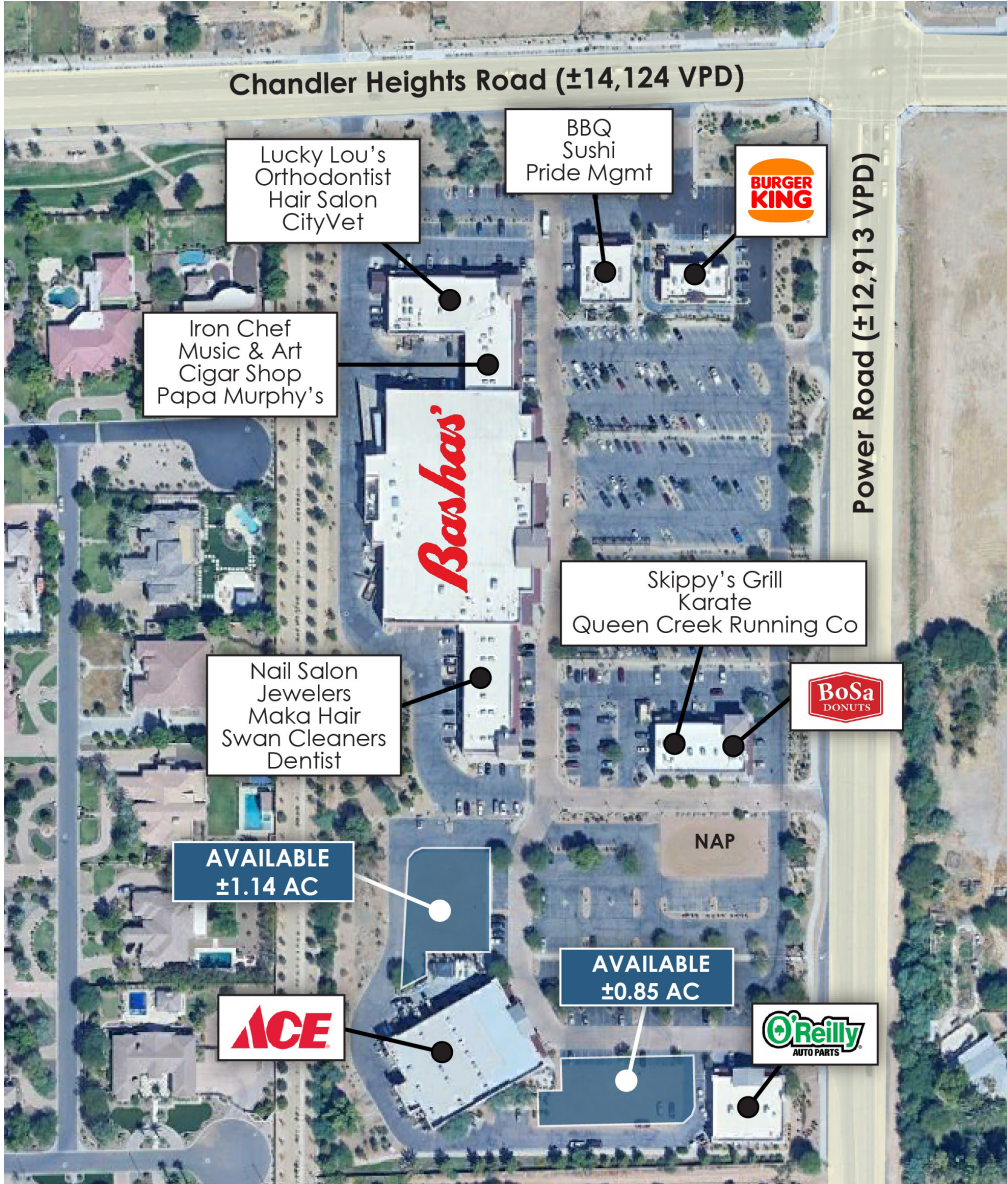 Chandler Heights Road (±14,124 VPD)
Lucky Lou's
Orthodontist
Hair Salon
CityVet
BBQ
Sushi
Pride Mgmt
BURGER
KING
Power Road (±12,913 VPD)
Iron Chef
Music & Art
Cigar Shop
Papa Murphy's
Bashas'
Skippy's Grill
Karate
Queen Creek Running Co
Nail Salon
Jewelers
Maka Hair
Swan Cleaners
Dentist
BoSa
DONUTS
NAP
AVAILABLE
±1.14 AC
AVAILABLE
±0.85 AC
ACE
O'Reilly
AUTO PARTS